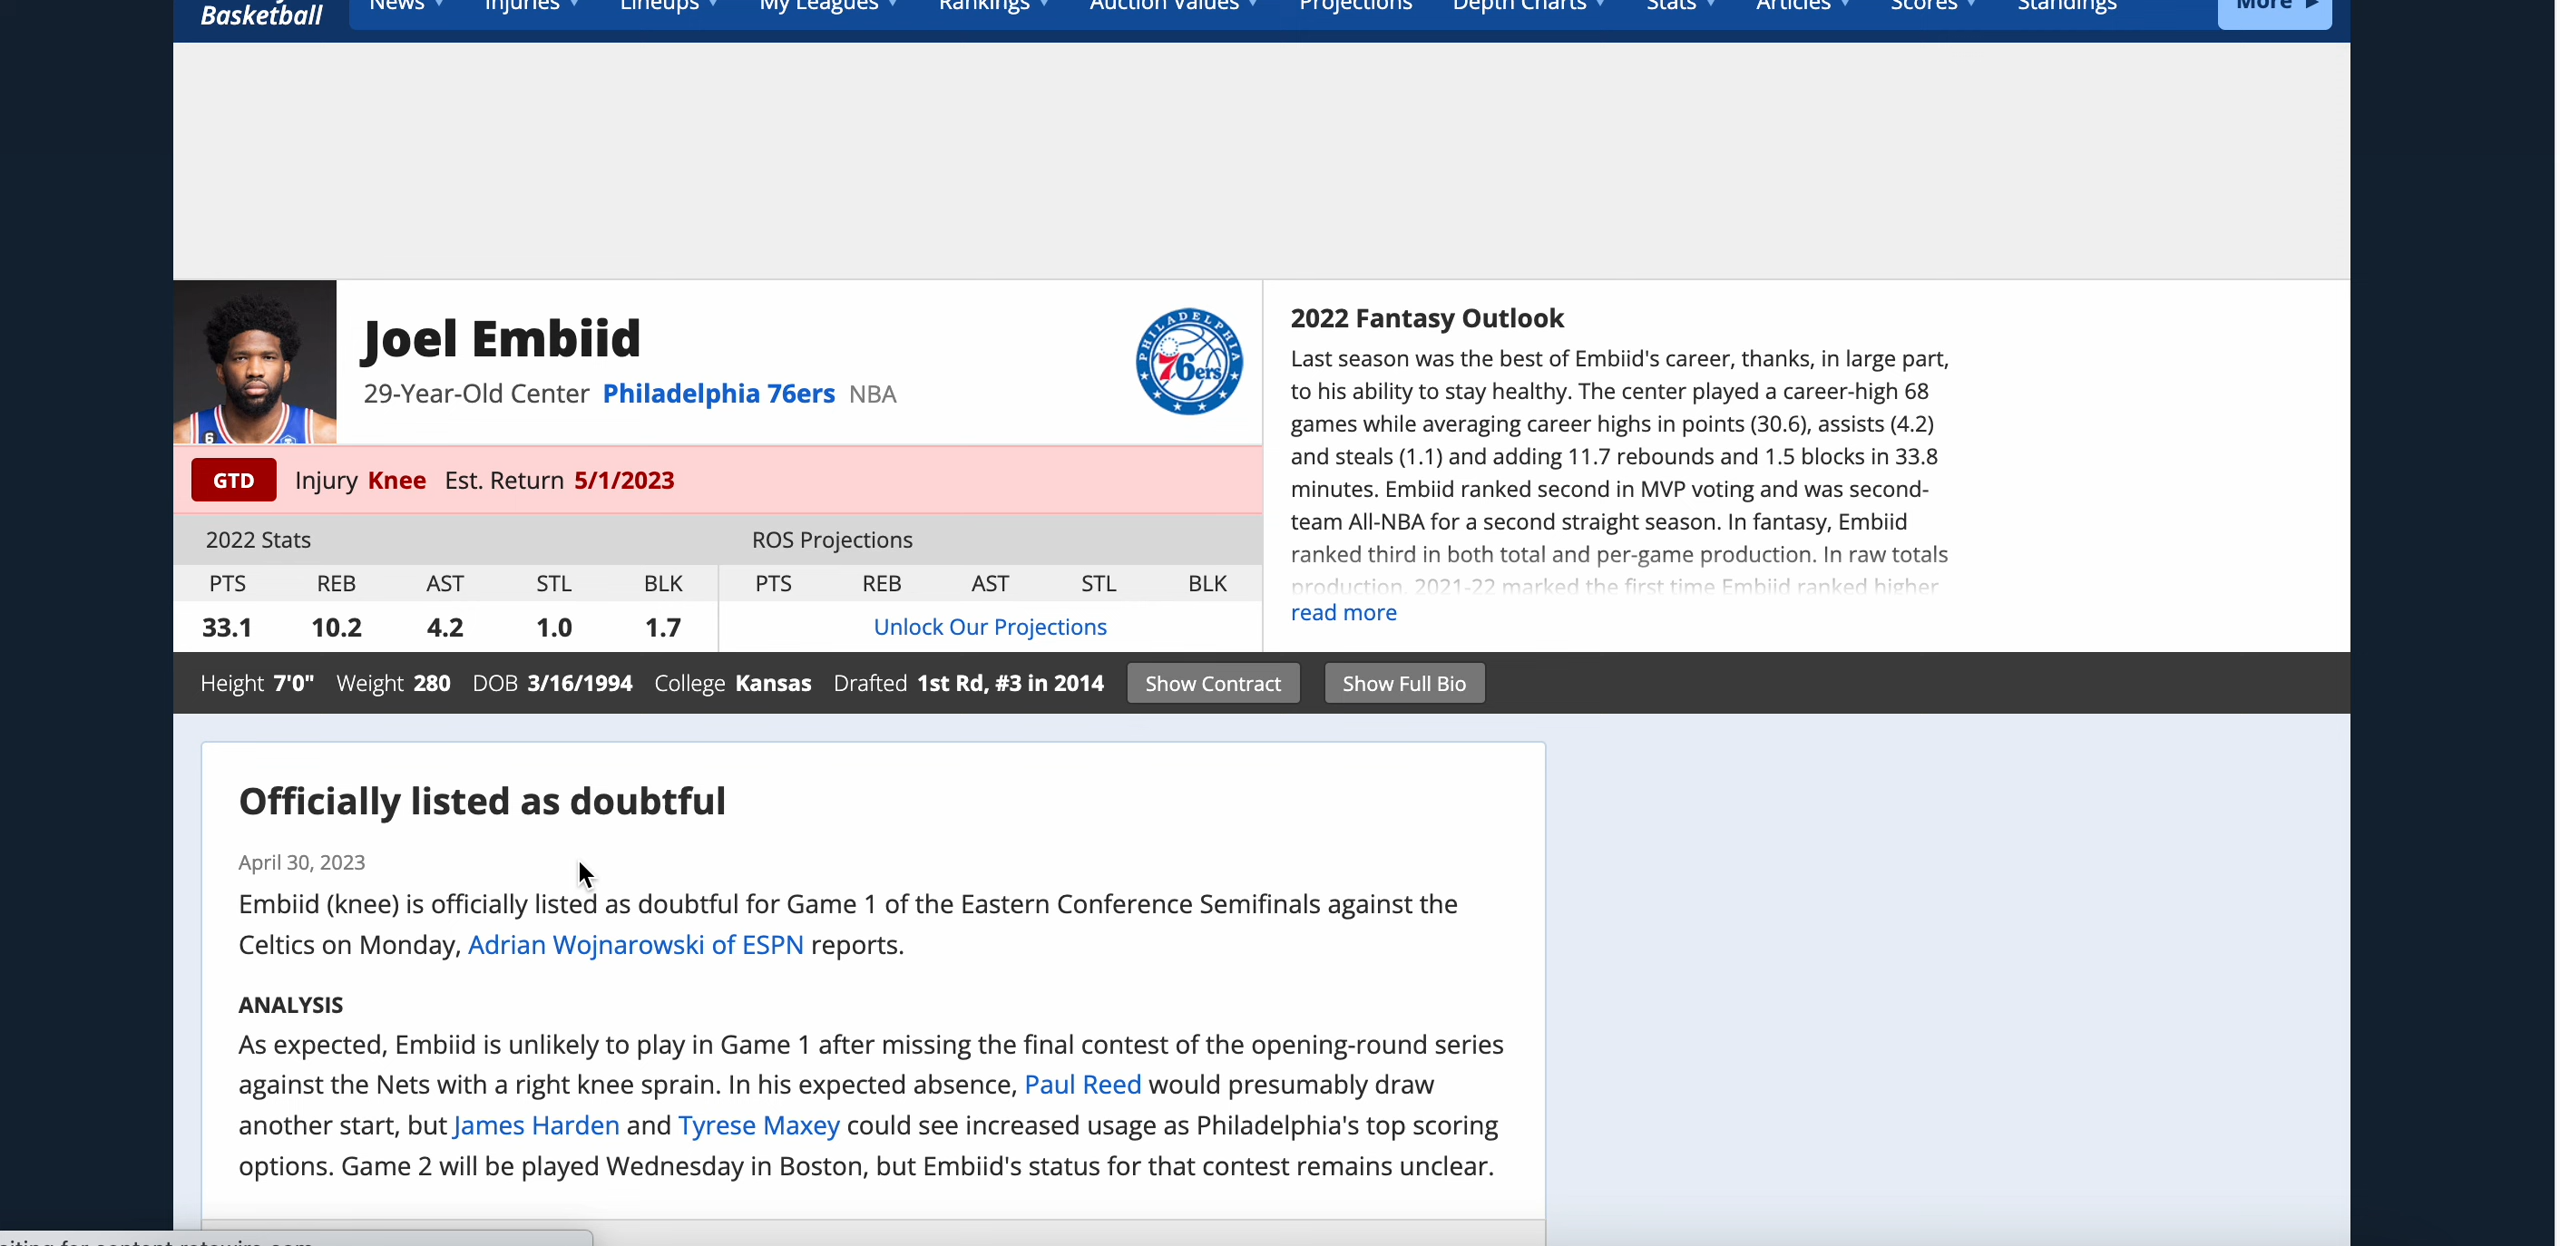 Basketball
News Injuries Lineups My Leagues Rankings Auction Values Projections Depth Charts Stats Articles Scores Standings More
Joel Embiid
29-Year-Old Center Philadelphia 76ers NBA
PHILADELPHIA
76ers
6
GTD Injury Knee Est. Return 5/1/2023
2022 Stats ROS Projections
PTS REB AST STL BLK PTS REB AST STL BLK
33.1 10.2 4.2 1.0 1.7 Unlock Our Projections
2022 Fantasy Outlook
Last season was the best of Embiid's career, thanks, in large part,
to his ability to stay healthy. The center played a career-high 68
games while averaging career highs in points (30.6), assists (4.2)
and steals (1.1) and adding 11.7 rebounds and 1.5 blocks in 33.8
minutes. Embiid ranked second in MVP voting and was second-
team All-NBA for a second straight season. In fantasy, Embiid
ranked third in both total and per-game production. In raw totals
production, 2021-22 marked the first time Embiid ranked higher
read more
Height 7'0" Weight 280 DOB 3/16/1994 College Kansas Drafted 1st Rd, #3 in 2014 Show Contract Show Full Bio
Officially listed as doubtful
April 30, 2023
Embiid (knee) is officially listed as doubtful for Game 1 of the Eastern Conference Semifinals against the
Celtics on Monday, Adrian Wojnarowski of ESPN reports.
ANALYSIS
As expected, Embiid is unlikely to play in Game 1 after missing the final contest of the opening-round series
against the Nets with a right knee sprain. In his expected absence, Paul Reed would presumably draw
another start, but James Harden and Tyrese Maxey could see increased usage as Philadelphia's top scoring
options. Game 2 will be played Wednesday in Boston, but Embiid's status for that contest remains unclear.